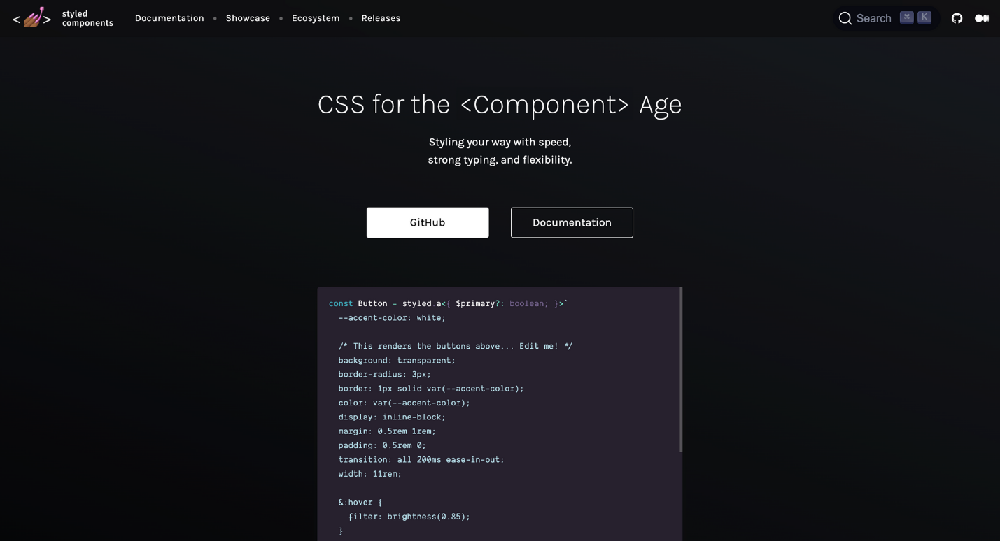 styled
components
Documentation • Showcase • Ecosystem • Releases
Search ⌘ K
CSS for the <Component> Age
Styling your way with speed,
strong typing, and flexibility.
GitHub
Documentation
const Button = styled.a<{ $primary?: boolean; }>`
  --accent-color: white;

  /* This renders the buttons above... Edit me! */
  background: transparent;
  border-radius: 3px;
  border: 1px solid var(--accent-color);
  color: var(--accent-color);
  display: inline-block;
  margin: 0.5rem 1rem;
  padding: 0.5rem 0;
  transition: all 200ms ease-in-out;
  width: 11rem;

  &:hover {
    filter: brightness(0.85);
  }